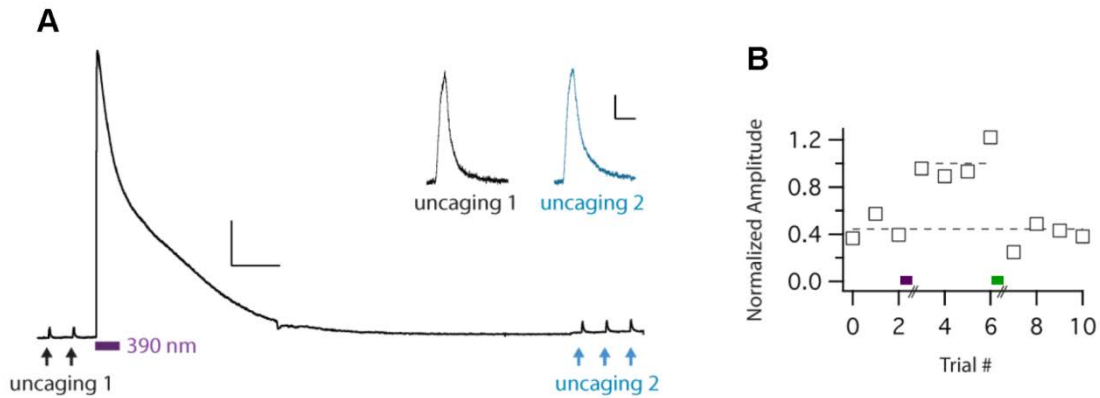 A
uncaging 1
uncaging 2
390 nm
uncaging 1
uncaging 2
B
Normalized Amplitude
1.2
0.8
0.4
0.0
0 2 4 6 8 10
Trial #